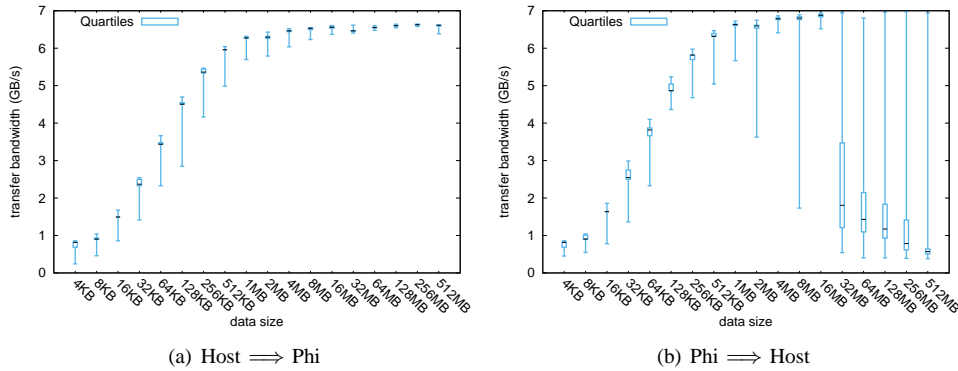 7
6
5
4
3
2
1
0
transfer bandwidth (GB/s)
Quartiles
4KB
8KB
16KB
32KB
64KB
128KB
256KB
512KB
1MB
2MB
4MB
8MB
16MB
32MB
64MB
128MB
256MB
512MB
data size
(a) Host ⟹ Phi
7
6
5
4
3
2
1
0
transfer bandwidth (GB/s)
Quartiles
4KB
8KB
16KB
32KB
64KB
128KB
256KB
512KB
1MB
2MB
4MB
8MB
16MB
32MB
64MB
128MB
256MB
512MB
data size
(b) Phi ⟹ Host